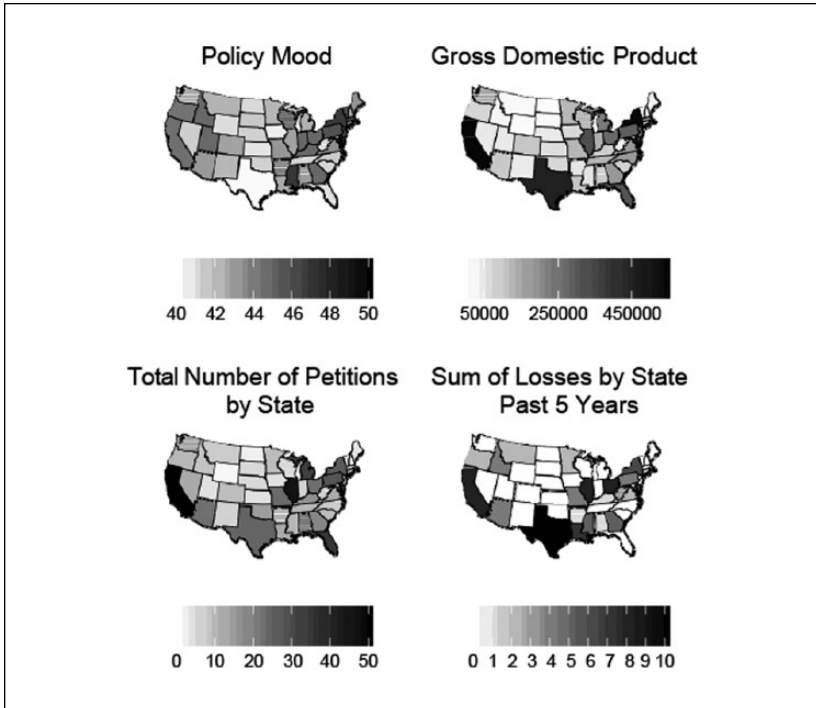 Policy Mood
Gross Domestic Product
40 42 44 46 48 50
50000 250000 450000
Total Number of Petitions
by State
Sum of Losses by State
Past 5 Years
0 10 20 30 40 50
0 1 2 3 4 5 6 7 8 9 10